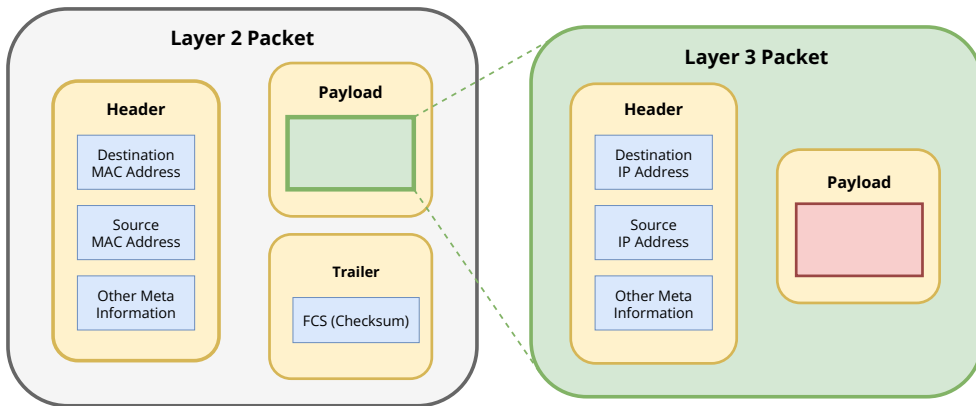 Layer 2 Packet
Header
Destination
MAC Address
Source
MAC Address
Other Meta
Information
Payload
Trailer
FCS (Checksum)
Layer 3 Packet
Header
Destination
IP Address
Source
IP Address
Other Meta
Information
Payload